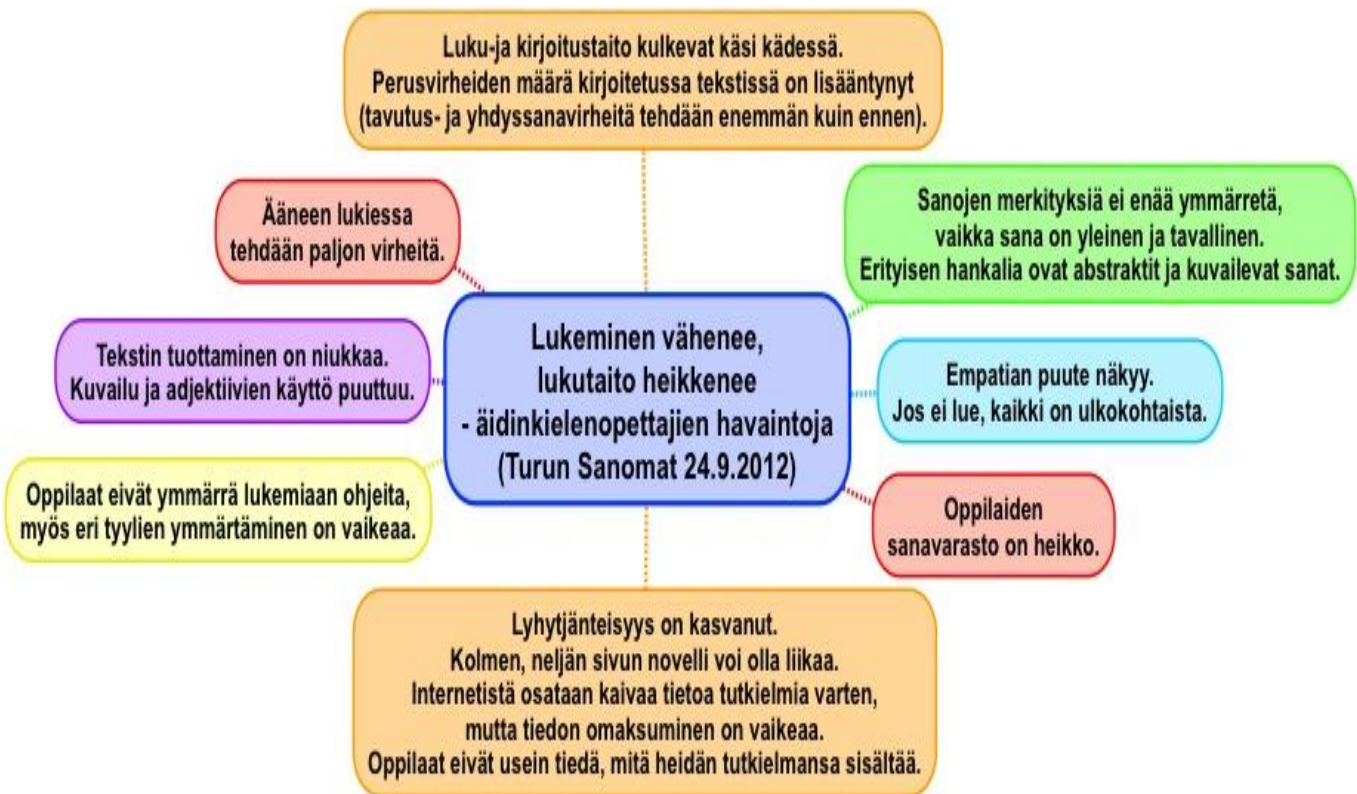 Luku-ja kirjoitustaito kulkevat käsi kädessä.
Perusvirheiden määrä kirjoitetussa tekstissä on lisääntynyt
(tavutus- ja yhdyssanavirheitä tehdään enemmän kuin ennen).
Ääneen lukiessa
tehdään paljon virheitä.
Sanojen merkityksiä ei enää ymmärretä,
vaikka sana on yleinen ja tavallinen.
Erityisen hankalia ovat abstraktit ja kuvailevat sanat.
Lukeminen vähenee,
lukutaito heikkenee
- äidinkielenopettajien havaintoja
(Turun Sanomat 24.9.2012)
Tekstin tuottaminen on niukkaa.
Kuvailu ja adjektiivien käyttö puuttuu.
Empatian puute näkyy.
Jos ei lue, kaikki on ulkokohtaista.
Oppilaat eivät ymmärrä lukemiaan ohjeita,
myös eri tyylien ymmärtäminen on vaikeaa.
Oppilaiden
sanavarasto on heikko.
Lyhytjänteisyys on kasvanut.
Kolmen, neljän sivun novelli voi olla liikaa.
Internetistä osataan kaivaa tietoa tutkielmia varten,
mutta tiedon omaksuminen on vaikeaa.
Oppilaat eivät usein tiedä, mitä heidän tutkielmansa sisältää.